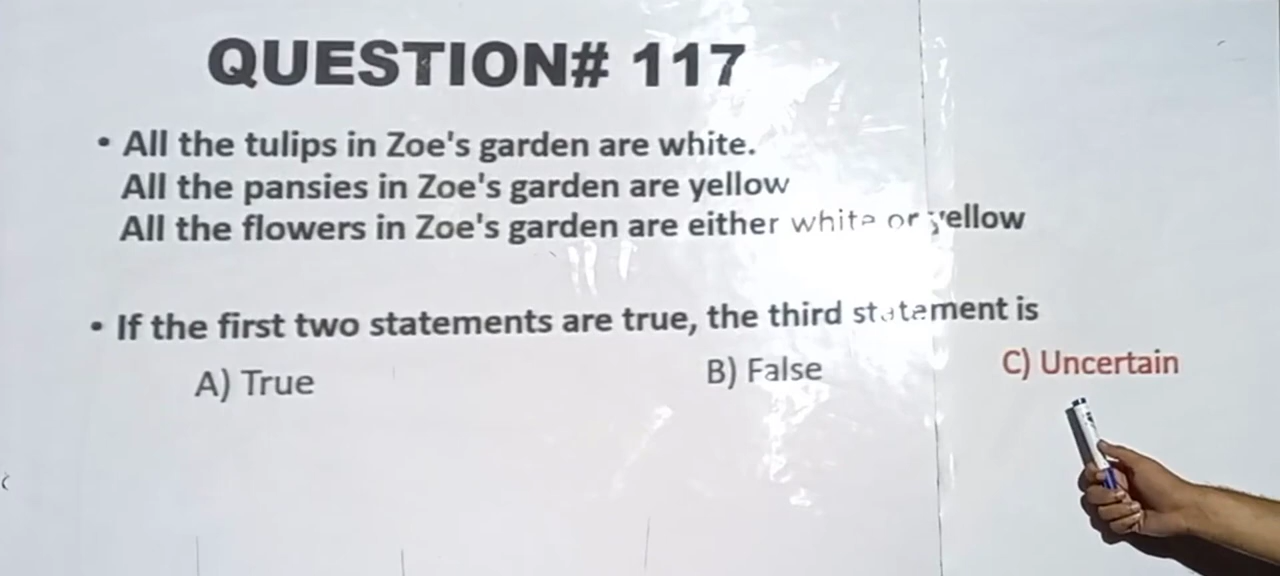 QUESTION# 117
• All the tulips in Zoe's garden are white.
All the pansies in Zoe's garden are yellow
All the flowers in Zoe's garden are either white or yellow
• If the first two statements are true, the third statement is
A) True B) False C) Uncertain